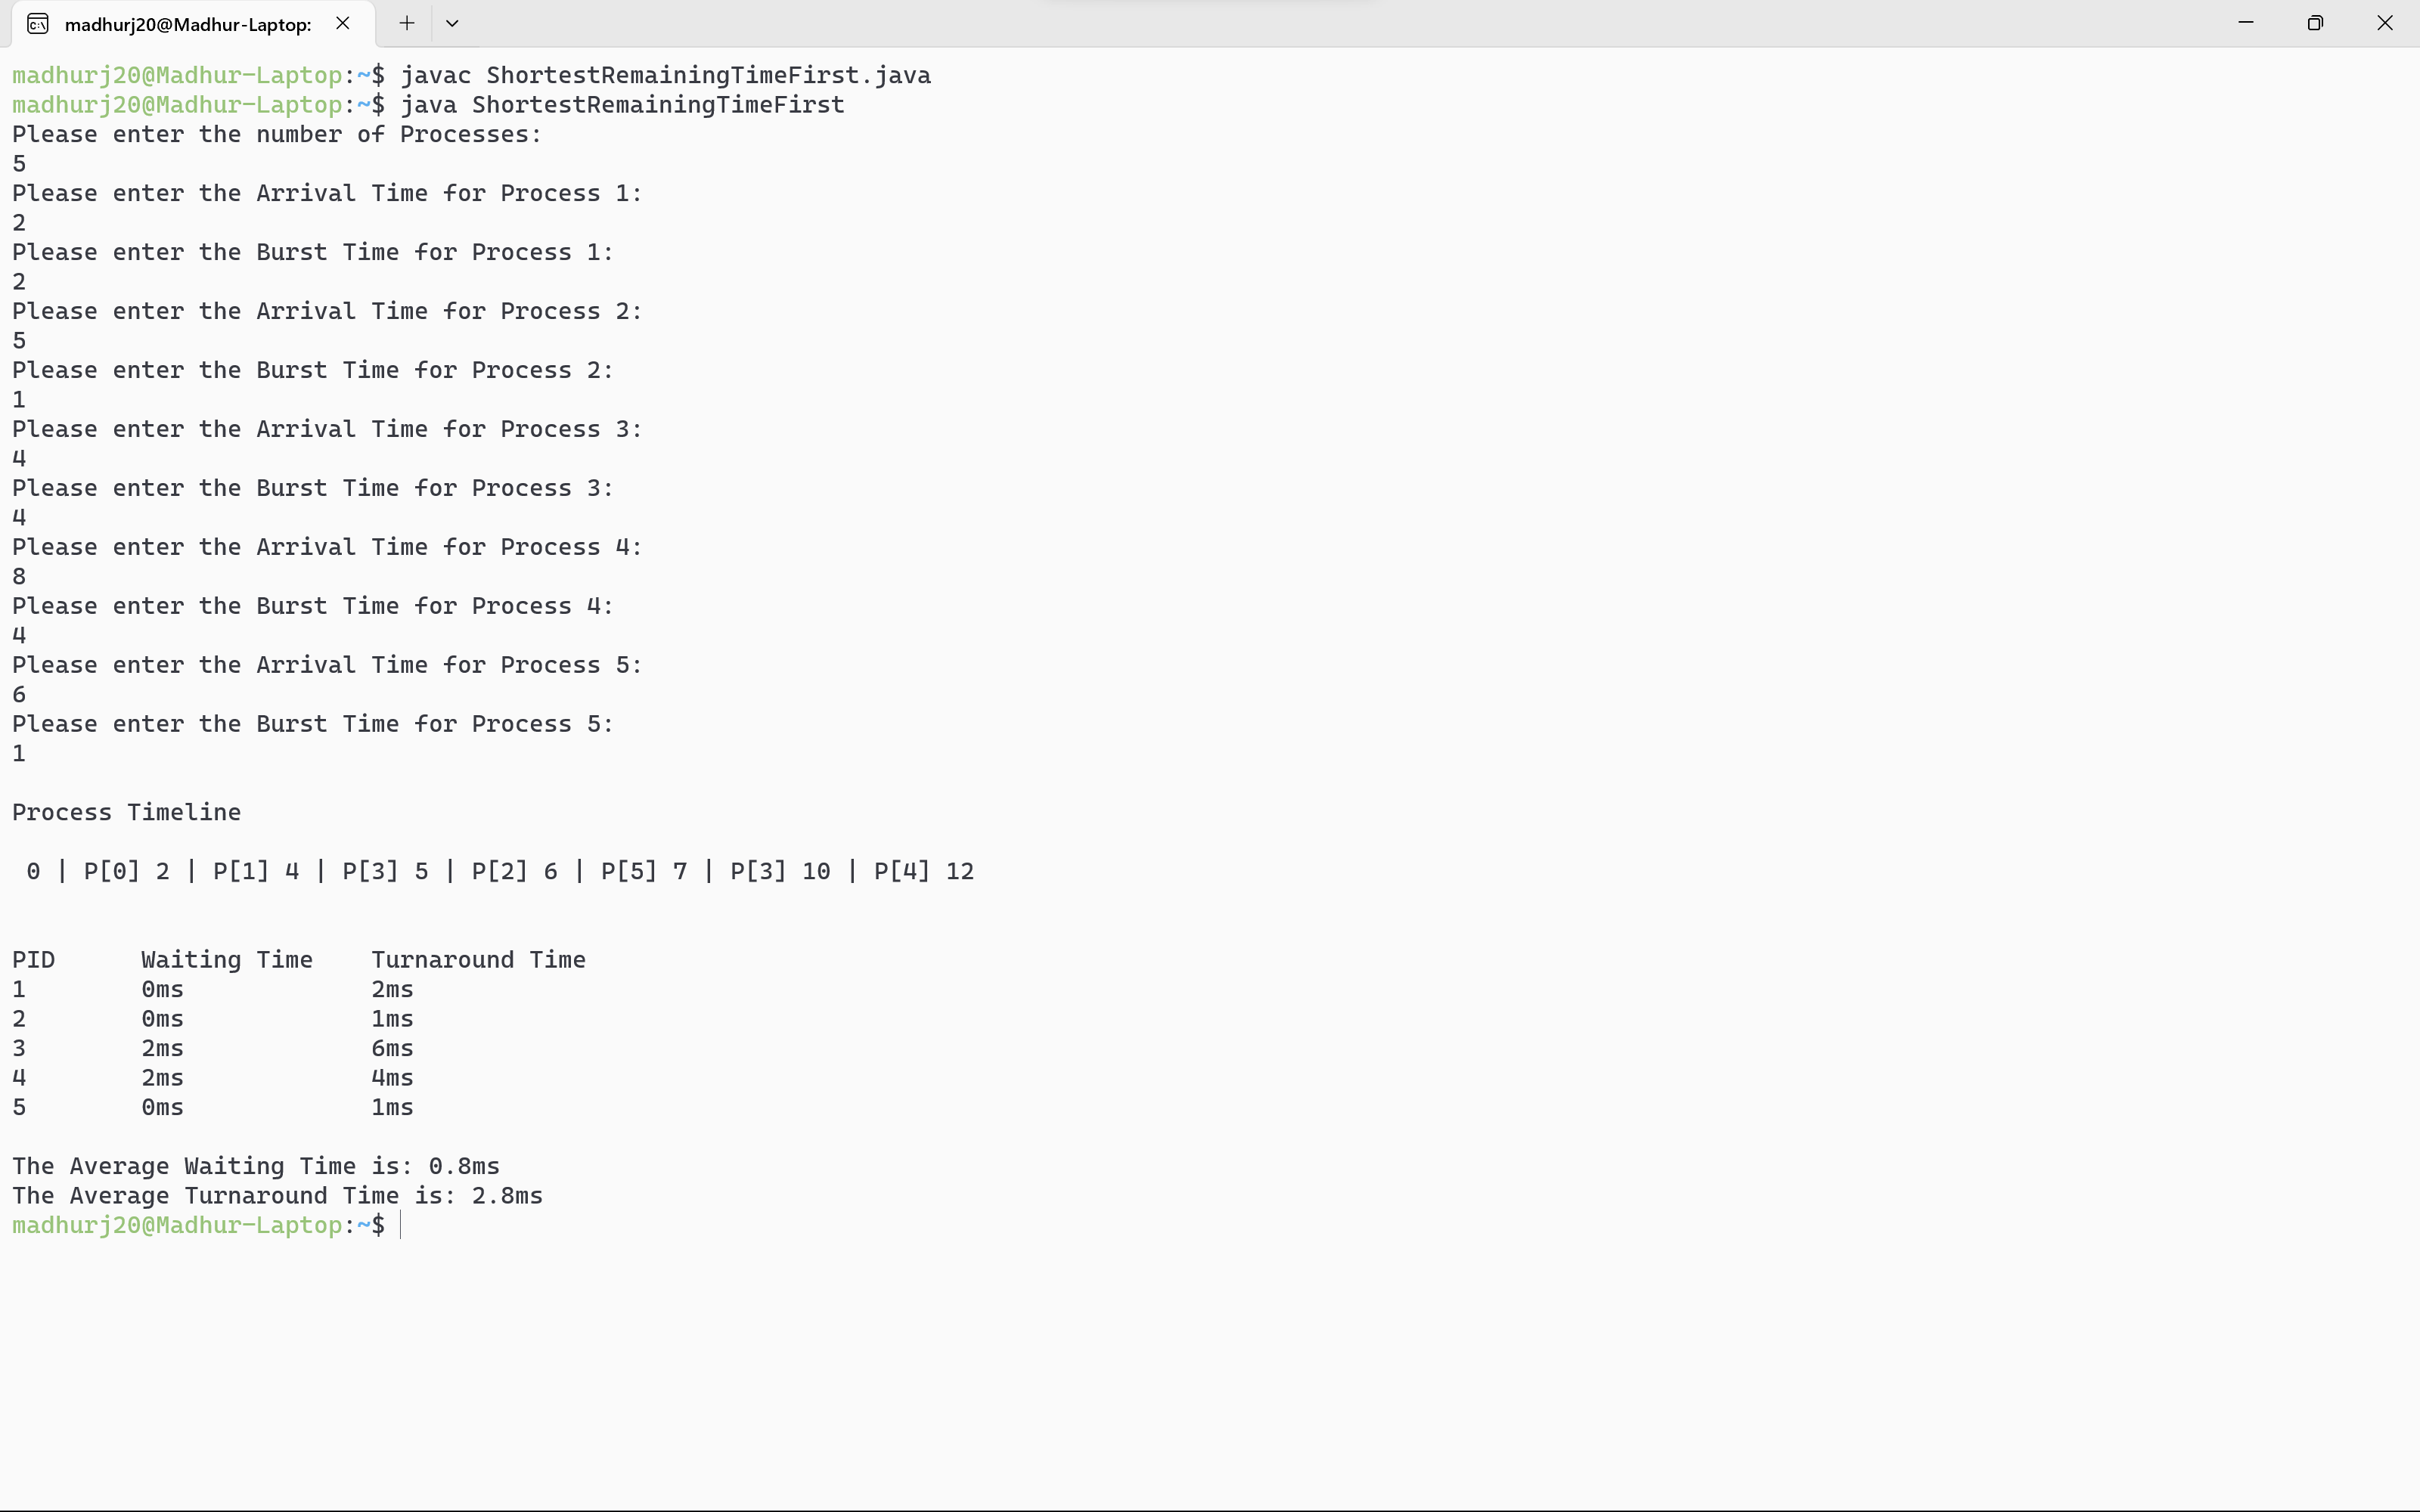 madhurj20@Madhur-Laptop:
madhurj20@Madhur-Laptop:~$ javac ShortestRemainingTimeFirst.java
madhurj20@Madhur-Laptop:~$ java ShortestRemainingTimeFirst
Please enter the number of Processes:
5
Please enter the Arrival Time for Process 1:
2
Please enter the Burst Time for Process 1:
2
Please enter the Arrival Time for Process 2:
5
Please enter the Burst Time for Process 2:
1
Please enter the Arrival Time for Process 3:
4
Please enter the Burst Time for Process 3:
4
Please enter the Arrival Time for Process 4:
8
Please enter the Burst Time for Process 4:
4
Please enter the Arrival Time for Process 5:
6
Please enter the Burst Time for Process 5:
1
Process Timeline
0 | P[0] 2 | P[1] 4 | P[3] 5 | P[2] 6 | P[5] 7 | P[3] 10 | P[4] 12
PID Waiting Time Turnaround Time
1 0ms 2ms
2 0ms 1ms
3 2ms 6ms
4 2ms 4ms
5 0ms 1ms
The Average Waiting Time is: 0.8ms
The Average Turnaround Time is: 2.8ms
madhurj20@Madhur-Laptop:~$